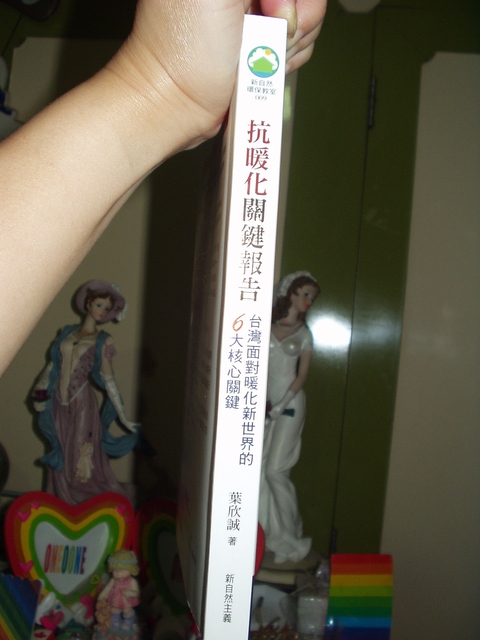 新自然
環保教室
009
抗暖化關鍵報告
台灣面對暖化新世界的
6大核心關鍵
葉欣誠 著
新自然主義